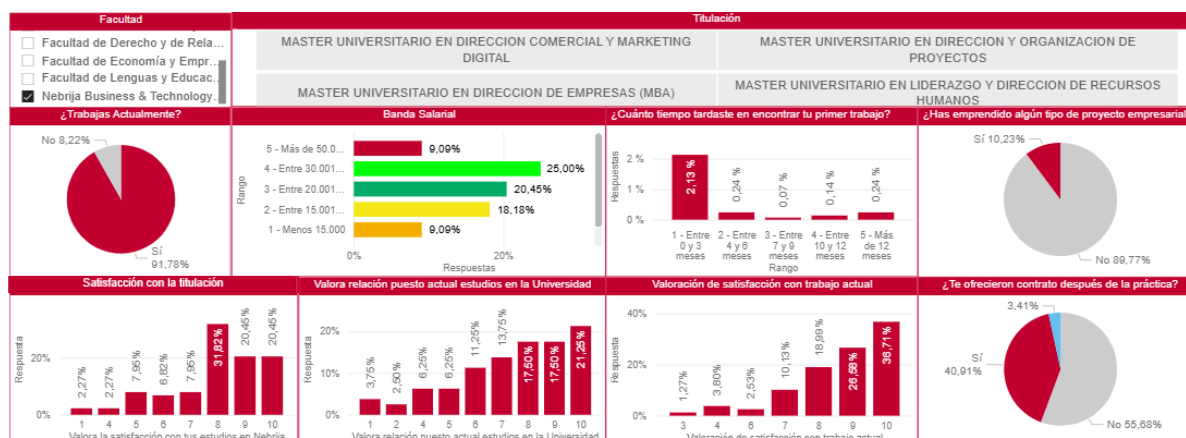 Facultad
Titulación
Facultad de Derecho y de Rela...
Facultad de Economía y Empr...
Facultad de Lenguas y Educac...
Nebrija Business & Technology...
MASTER UNIVERSITARIO EN DIRECCION COMERCIAL Y MARKETING
DIGITAL
MASTER UNIVERSITARIO EN DIRECCION Y ORGANIZACION DE
PROYECTOS
MASTER UNIVERSITARIO EN DIRECCION DE EMPRESAS (MBA)
MASTER UNIVERSITARIO EN LIDERAZGO Y DIRECCION DE RECURSOS
HUMANOS
¿Trabajas Actualmente?
No 8,22%
Sí
91,78%
Banda Salarial
Rango
5 - Más de 50.0...
9,09%
4 - Entre 30.001...
25,00%
3 - Entre 20.001...
20,45%
2 - Entre 15.001...
18,18%
1 - Menos 15.000
9,09%
0%
20%
Respuestas
¿Cuánto tiempo tardaste en encontrar tu primer trabajo?
Respuestas
2 %
1 %
0 %
2,13 %
0,24 %
0,07 %
0,14 %
0,24 %
1 - Entre
0 y 3
meses
2 - Entre
4 y 6
meses
3 - Entre
7 y 9
meses
4 - Entre
10 y 12
meses
5 - Más
de 12
meses
Rango
¿Has emprendido algún tipo de proyecto empresarial
Sí 10,23%
No 89,77%
Satisfacción con la titulación
Respuesta
20%
0%
2,27%
2,27%
7,95%
6,82%
7,95%
31,82%
20,45%
20,45%
1 4 5 6 7 8 9 10
Valora la satisfacción con tus estudios en Nebrija
Valora relación puesto actual estudios en la Universidad
Respuesta
20%
10%
0%
3,75%
2,50%
6,25%
6,25%
11,25%
13,75%
17,50%
17,50%
21,25%
1 2 4 5 6 7 8 9 10
Valora relación puesto actual estudios en la Universidad
Valoración de satisfacción con trabajo actual
Respuesta
40%
20%
0%
1,27%
3,80%
2,53%
10,13%
18,99%
26,58%
36,71%
3 4 6 7 8 9 10
Valoración de satisfacción con trabajo actual
¿Te ofrecieron contrato después de la práctica?
3,41%
Sí
40,91%
No 55,68%